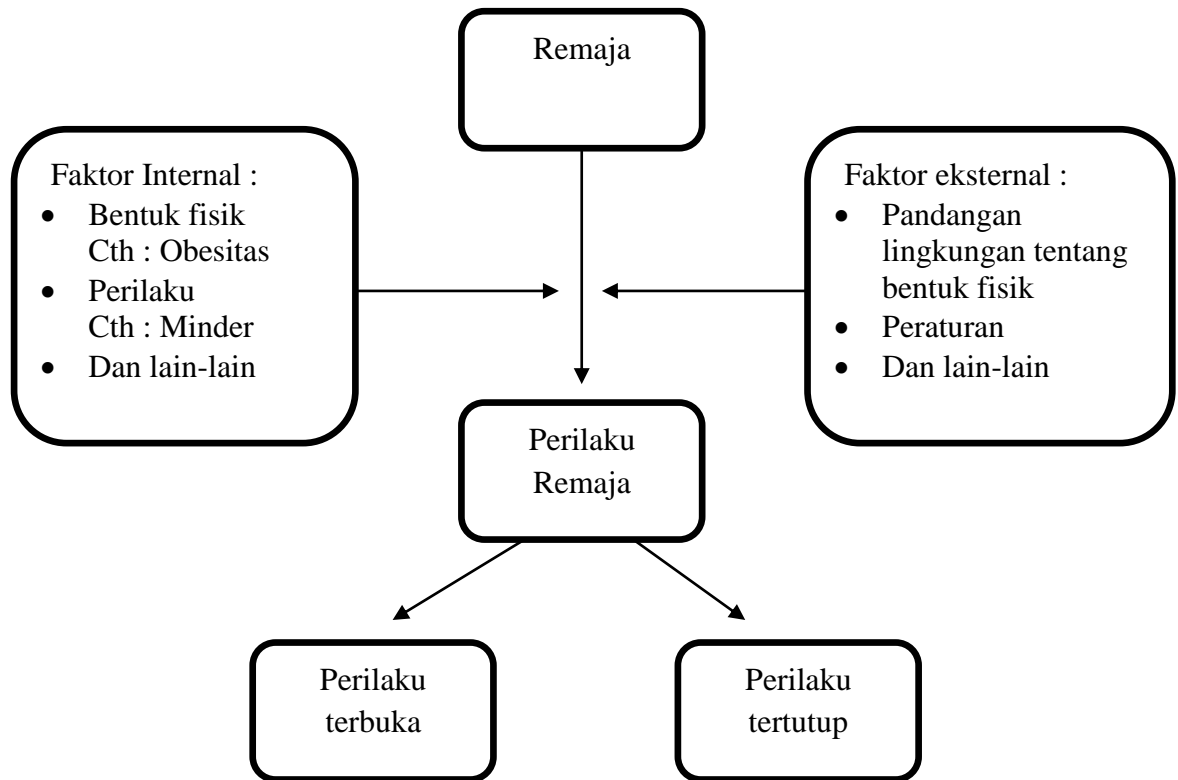 Remaja
Faktor Internal :
• Bentuk fisik
Cth : Obesitas
• Perilaku
Cth : Minder
• Dan lain-lain
Faktor eksternal :
• Pandangan
lingkungan tentang
bentuk fisik
• Peraturan
• Dan lain-lain
Perilaku
Remaja
Perilaku
terbuka
Perilaku
tertutup